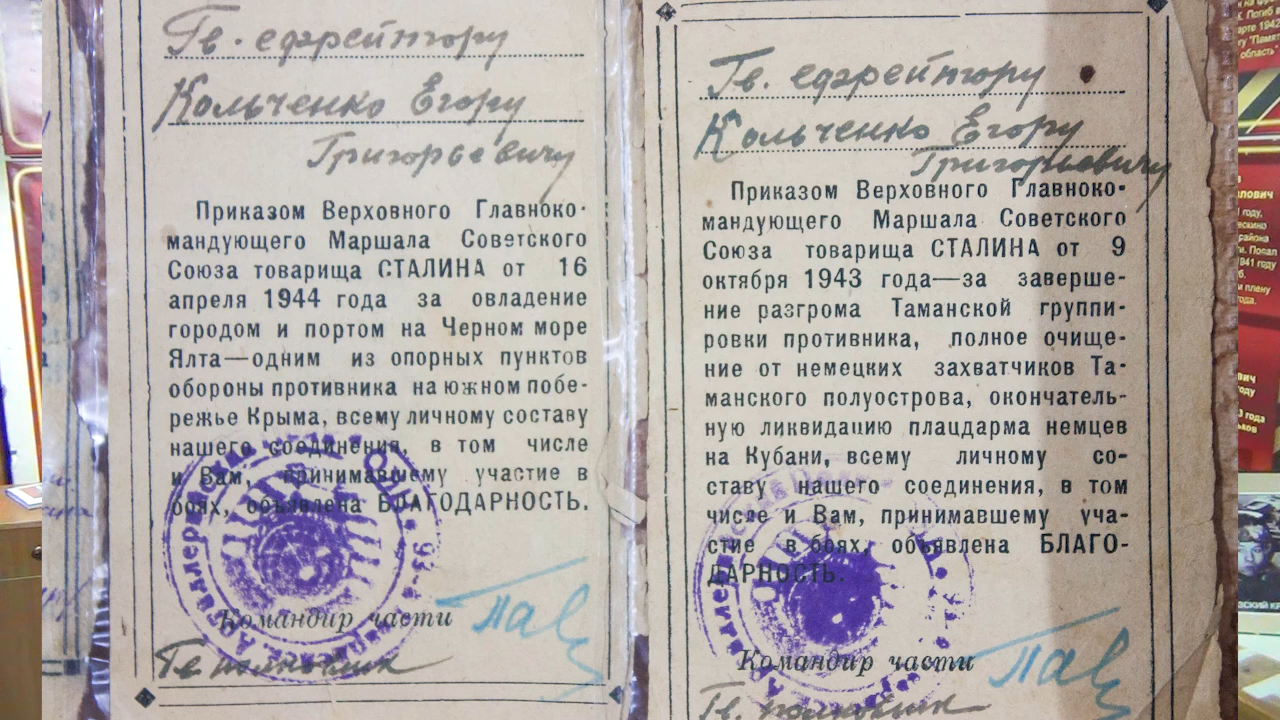 Гв. ефрейтору
Кольченко Егору
Григорьевичу
Приказом Верховного Главноко-
мандующего Маршала Советского
Союза товарища СТАЛИНА от 16
апреля 1944 года за овладение
городом и портом на Черном море
Ялта—одним из опорных пунктов
обороны противника на южном побе-
режье Крыма, всему личному составу
нашего соединения, в том числе
и Вам, принимавшему участие в
боях, объявлена БЛАГОДАРНОСТЬ.
Командир части
Гв. полковник
Гв. ефрейтору
Кольченко Егору
Григорьевичу
Приказом Верховного Главноко-
мандующего Маршала Советского
Союза товарища СТАЛИНА от 9
октября 1943 года—за заверше-
ние разгрома Таманской группи-
ровки противника, полное очище-
ние от немецких захватчиков Та-
манского полуострова, окончатель-
ную ликвидацию плацдарма немцев
на Кубани, всему личному со-
ставу нашего соединения, в том
числе и Вам, принимавшему уча-
стие в боях, объявлена БЛАГО-
ДАРНОСТЬ.
Командир части
Гв. полковник